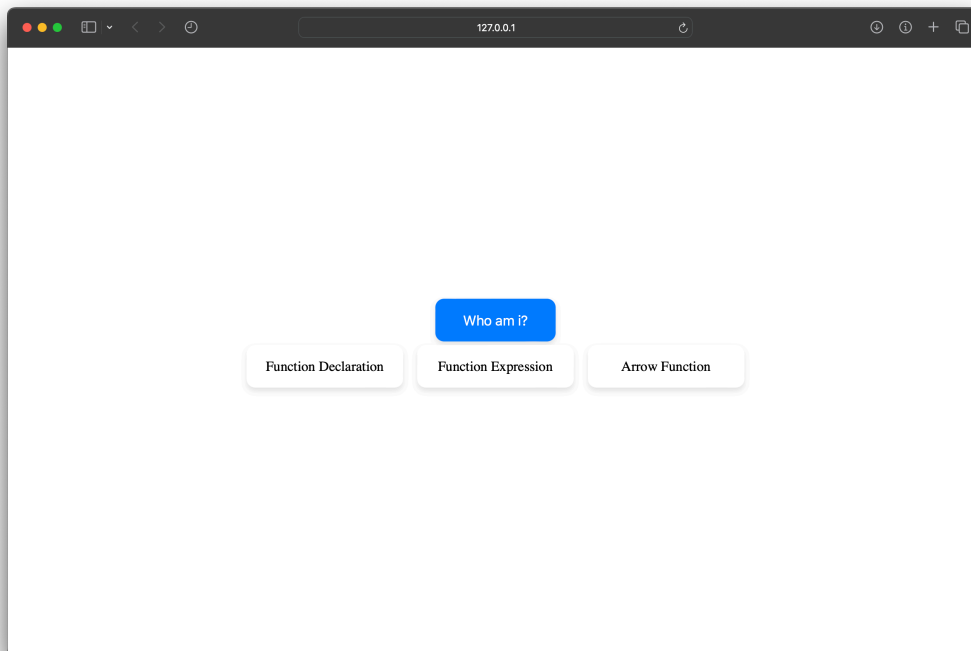 127.0.0.1
Who am i?
Function Declaration
Function Expression
Arrow Function